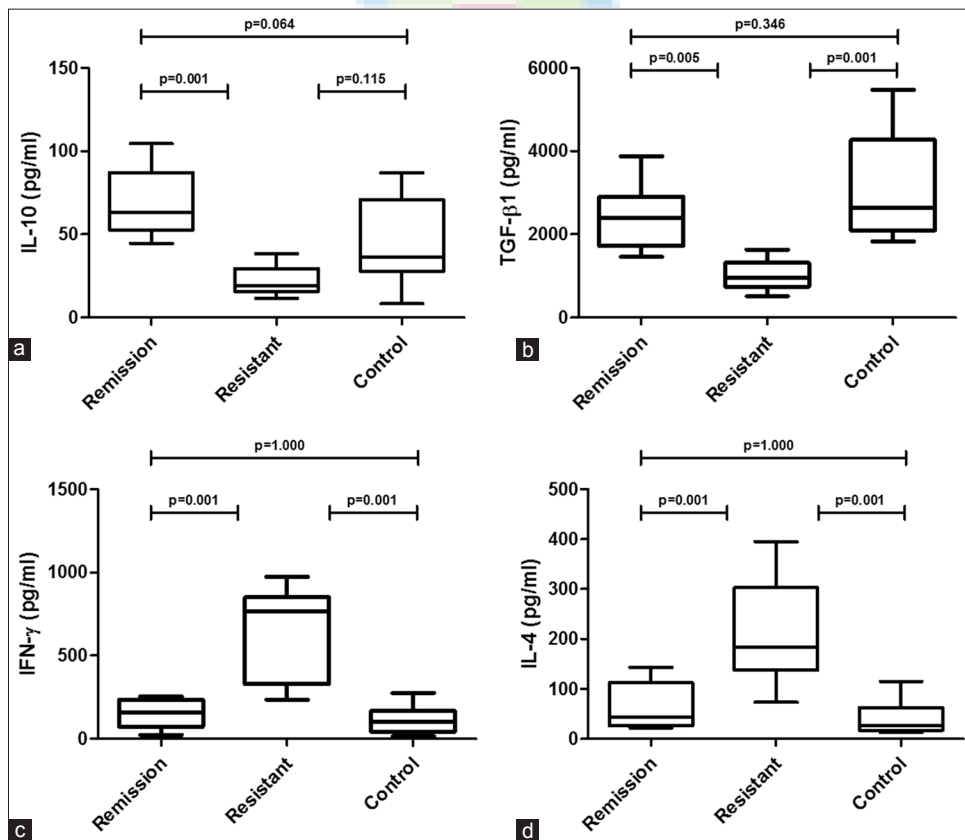 p=0.064
p=0.001
p=0.115
150
100
50
0
IL-10 (pg/ml)
Remission
Resistant
Control
a
p=0.346
p=0.005
p=0.001
6000
4000
2000
0
TGF-β1 (pg/ml)
Remission
Resistant
Control
b
p=1.000
p=0.001
p=0.001
1500
1000
500
0
IFN-γ (pg/ml)
Remission
Resistant
Control
c
p=1.000
p=0.001
p=0.001
500
400
300
200
100
0
IL-4 (pg/ml)
Remission
Resistant
Control
d